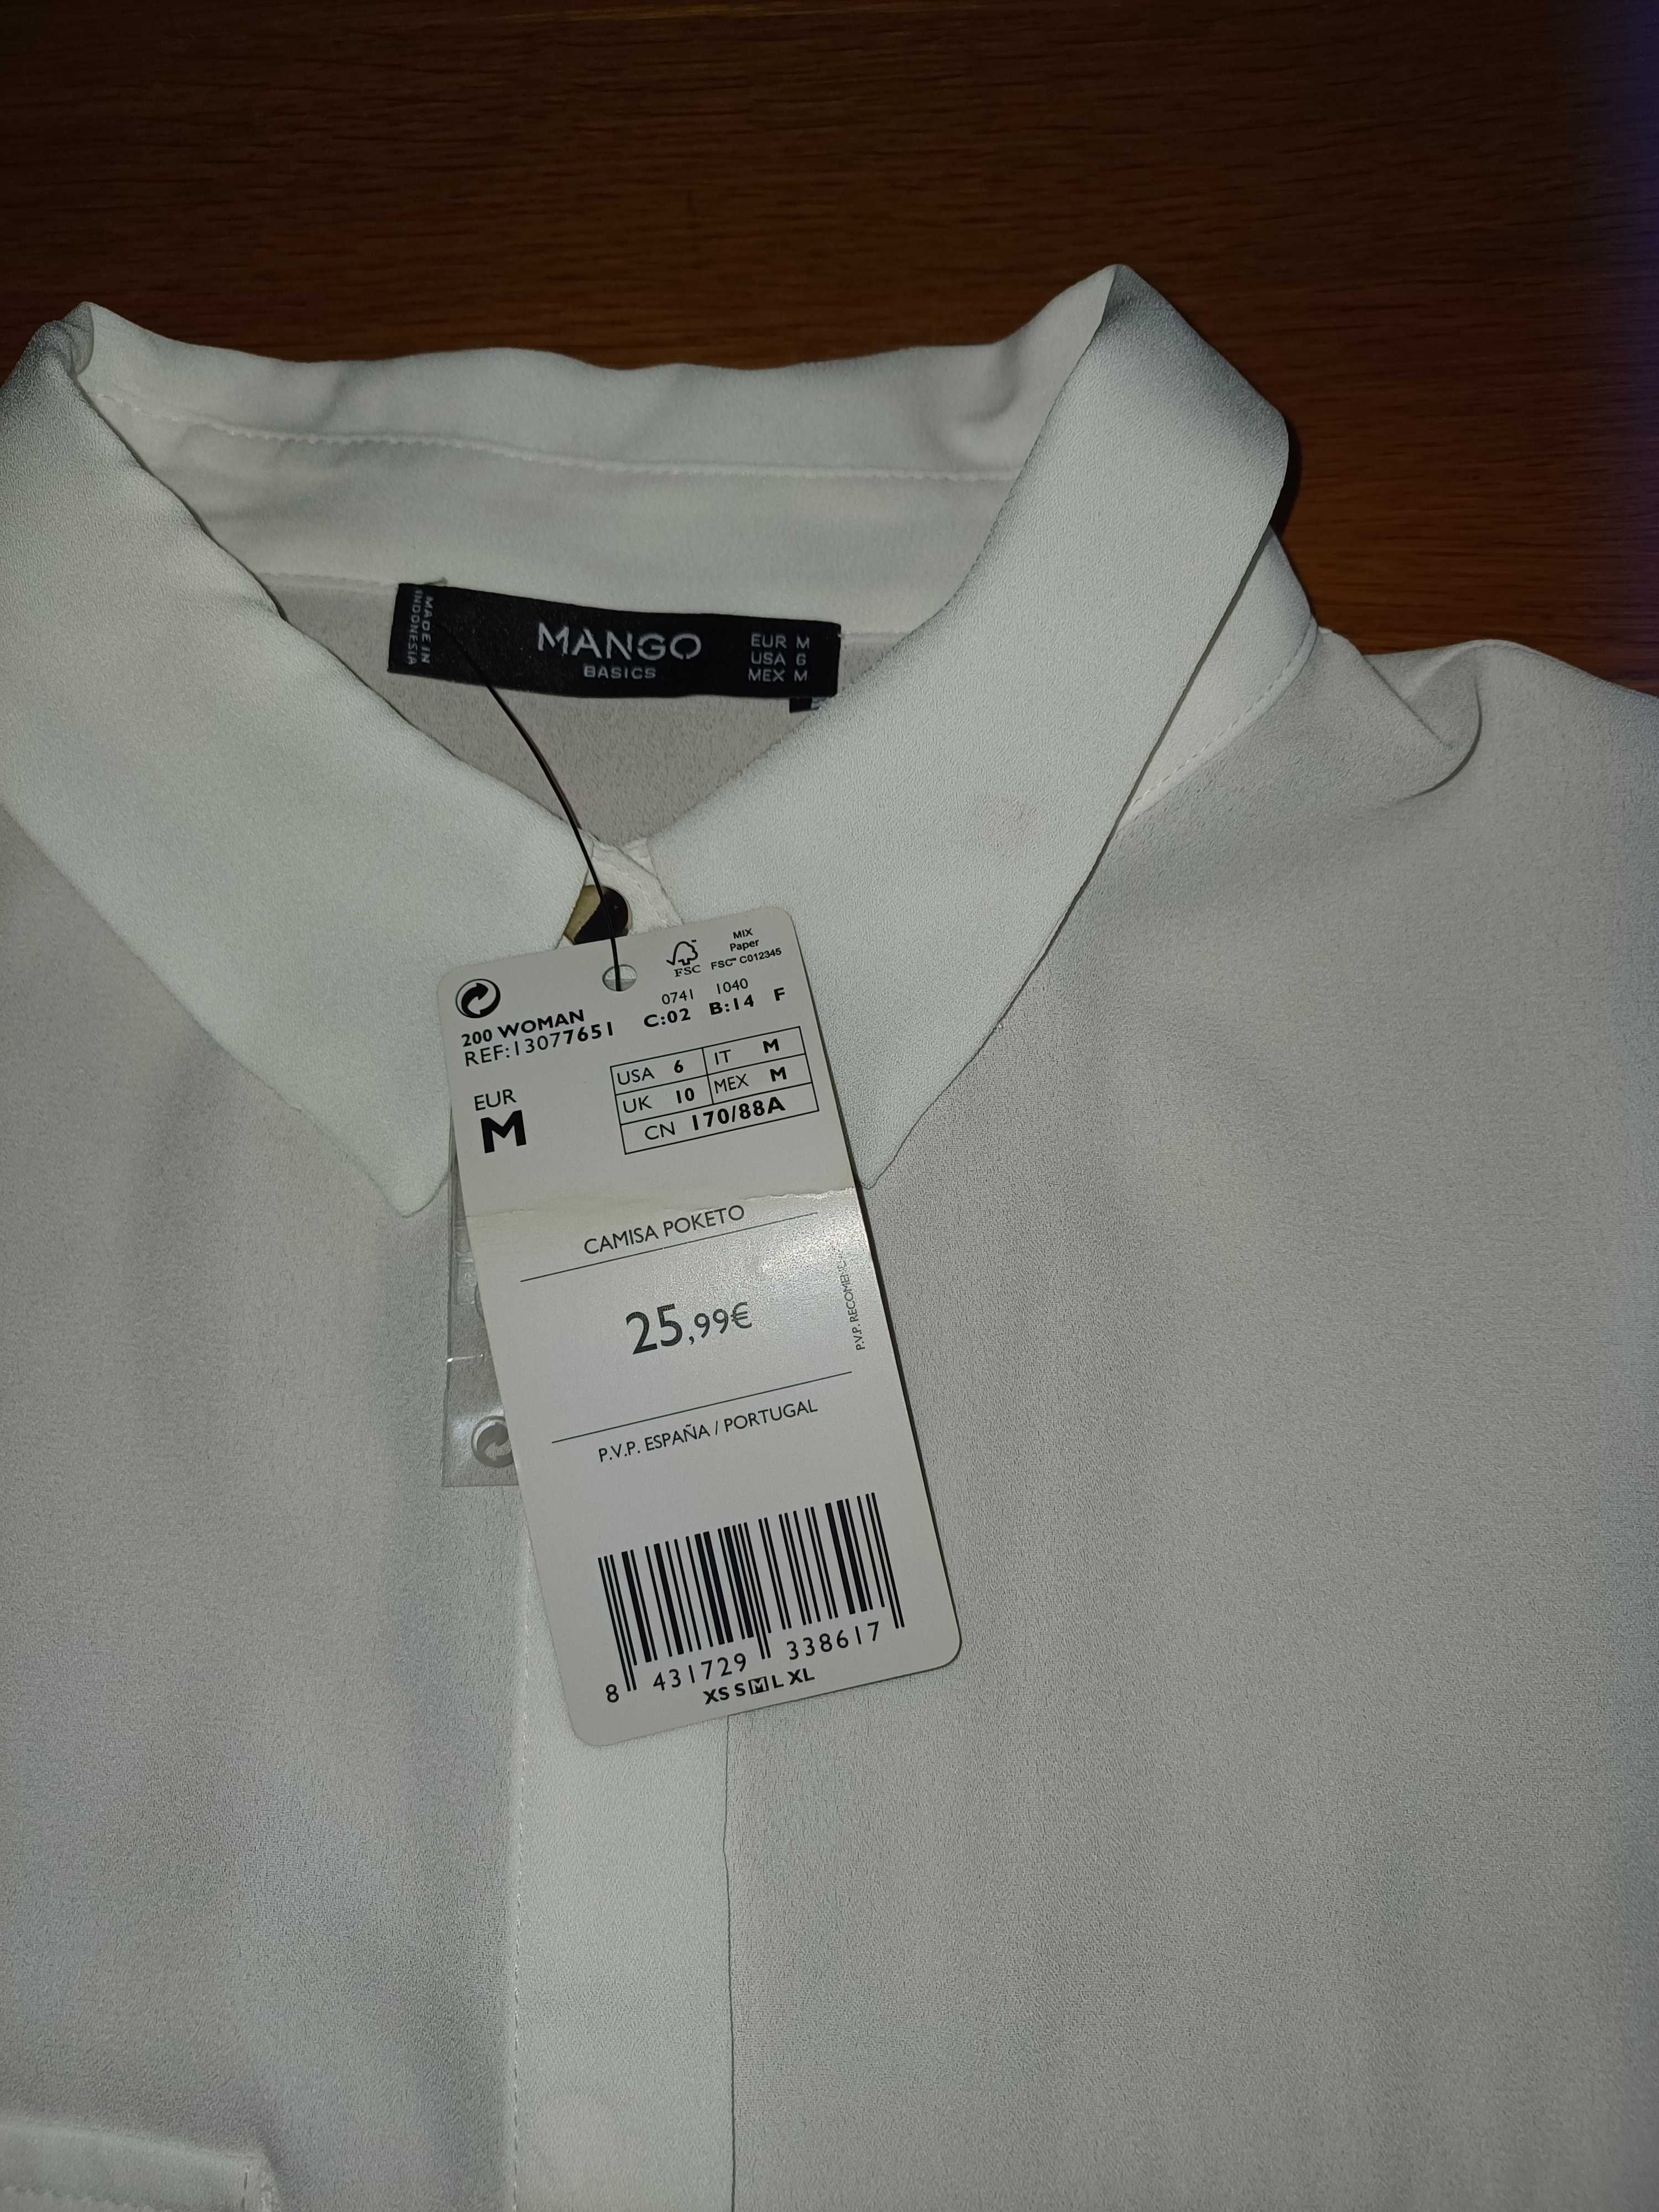 MADE IN
INDONESIA
MANGO
BASICS
EUR M
USA 6
MEX M
FSC
MIX
Paper
FSC™ C012345
200 WOMAN
REF:13077651
0741 1040
C:02 B:14 F
EUR
M
USA 6 IT M
UK 10 MEX M
CN 170/88A
CAMISA POKETO
25,99€
P.V.P.
P.V.P. ESPAÑA / PORTUGAL
8 431729 338617
XS S M L XL